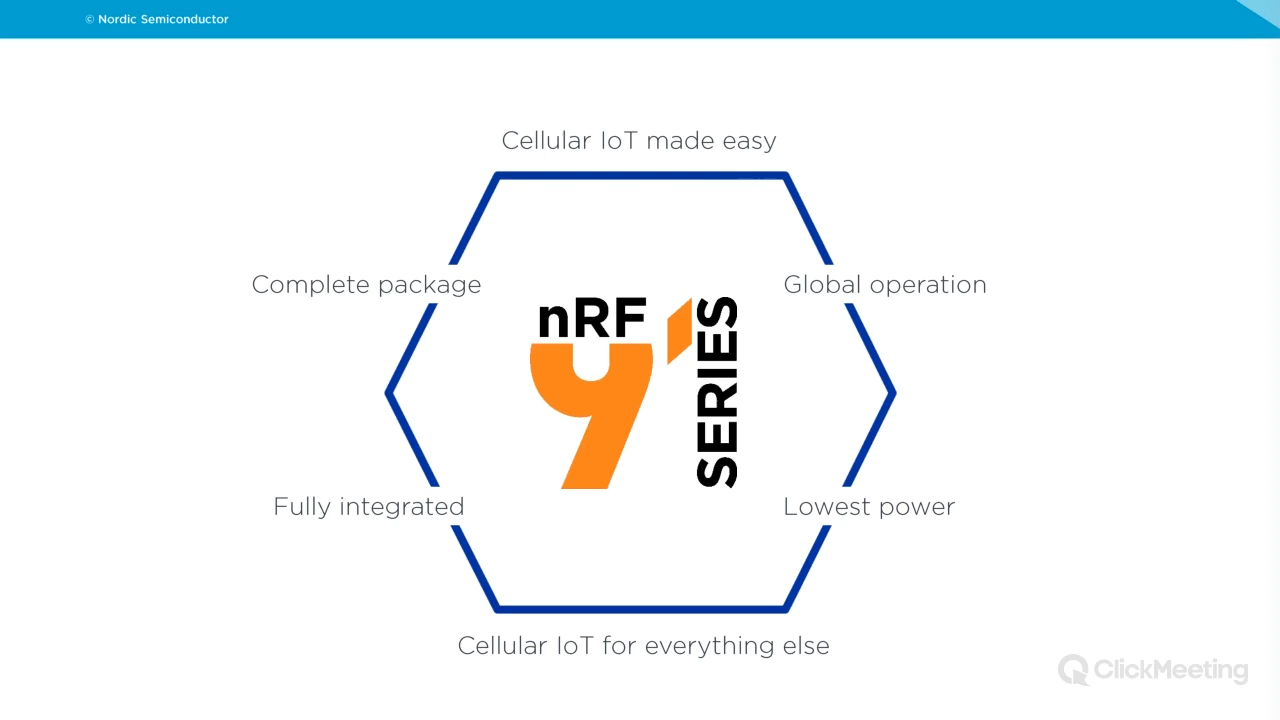 © Nordic Semiconductor
Cellular IoT made easy
Complete package
Global operation
nRF
91
SERIES
Fully integrated
Lowest power
Cellular IoT for everything else
ClickMeeting